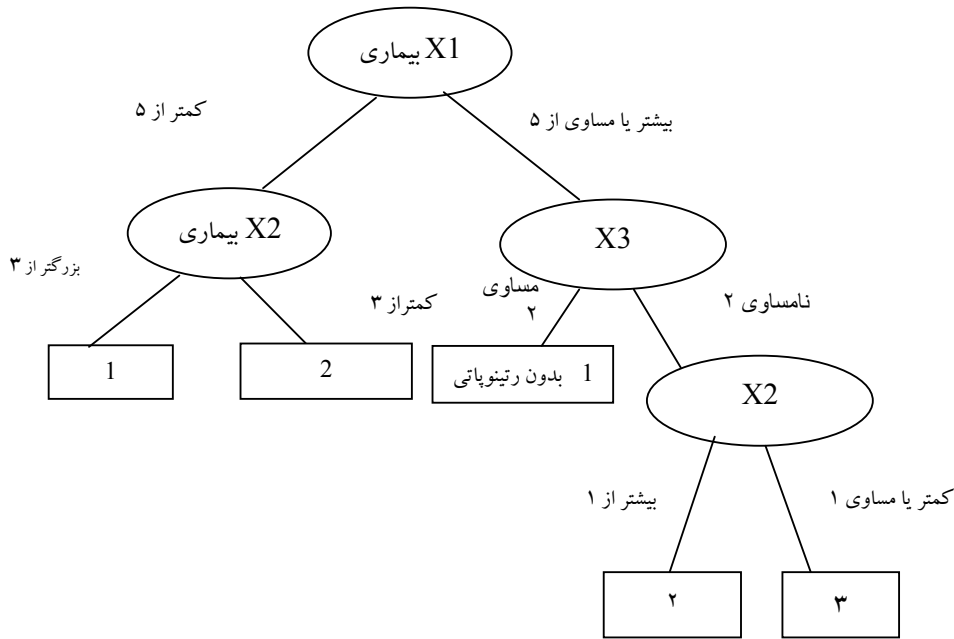 بیماری X1
کمتر از ۵
بیشتر یا مساوی از ۵
بیماری X2
X3
بزرگتر از ۳
کمتراز ۳
مساوی
۲
نامساوی ۲
1
2
1 بدون رتینوپاتی
X2
بیشتر از ۱
کمتر یا مساوی ۱
۲
۳